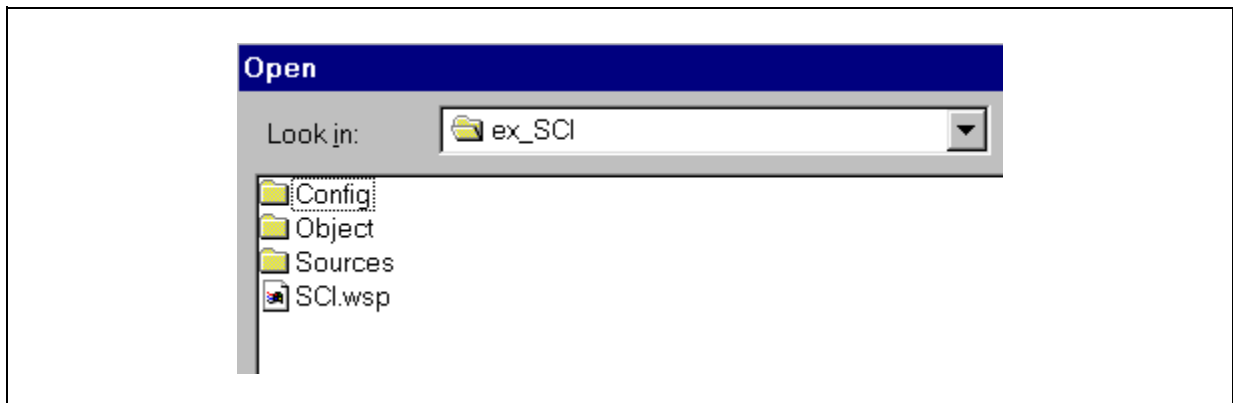 Open
Look in: ex_SCI
Config
Object
Sources
SCI.wsp